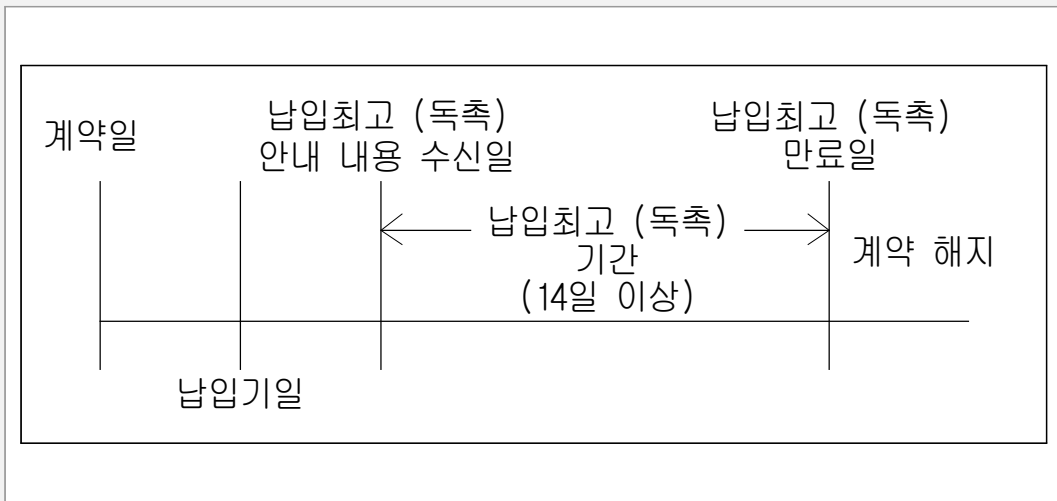 계약일
납입최고 (독촉)
안내 내용 수신일
납입최고 (독촉)
만료일
납입최고 (독촉)
기간
(14일 이상)
계약 해지
납입기일